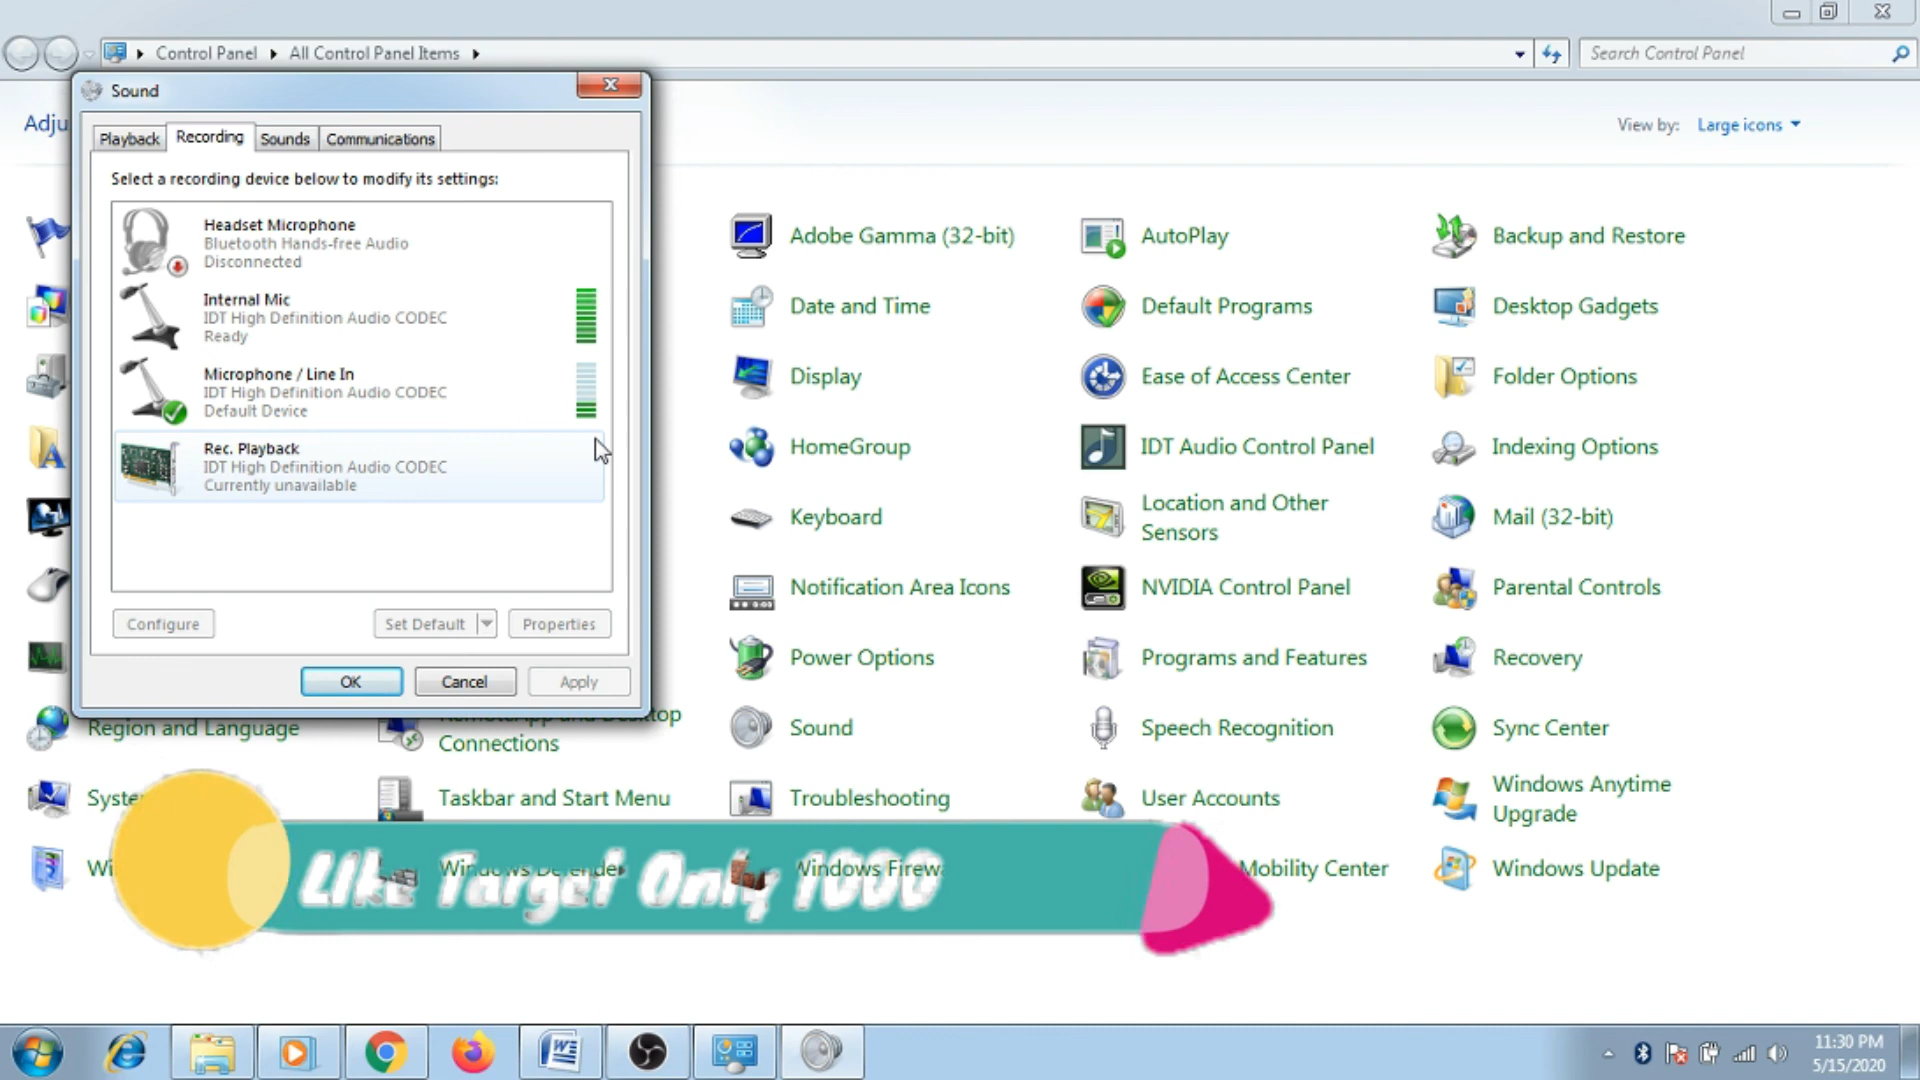 Control Panel
All Control Panel Items
Search Control Panel
Sound
Adju
View by:
Large icons
Playback
Recording
Sounds
Communications
Select a recording device below to modify its settings:
Headset Microphone
Bluetooth Hands-free Audio
Disconnected
Internal Mic
IDT High Definition Audio CODEC
Ready
Microphone / Line In
IDT High Definition Audio CODEC
Default Device
Rec. Playback
IDT High Definition Audio CODEC
Currently unavailable
Configure
Set Default
Properties
OK
Cancel
Apply
Adobe Gamma (32-bit)
AutoPlay
Backup and Restore
Date and Time
Default Programs
Desktop Gadgets
Display
Ease of Access Center
Folder Options
HomeGroup
IDT Audio Control Panel
Indexing Options
Keyboard
Location and Other
Sensors
Mail (32-bit)
Notification Area Icons
NVIDIA Control Panel
Parental Controls
Power Options
Programs and Features
Recovery
Region and Language
RemoteApp and Desktop
Connections
Sound
Speech Recognition
Sync Center
Syste
Taskbar and Start Menu
Troubleshooting
User Accounts
Windows Anytime
Upgrade
Wi
Windows Defender
Windows Firew
Mobility Center
Windows Update
Like Target Only 1000
11:30 PM
5/15/2020